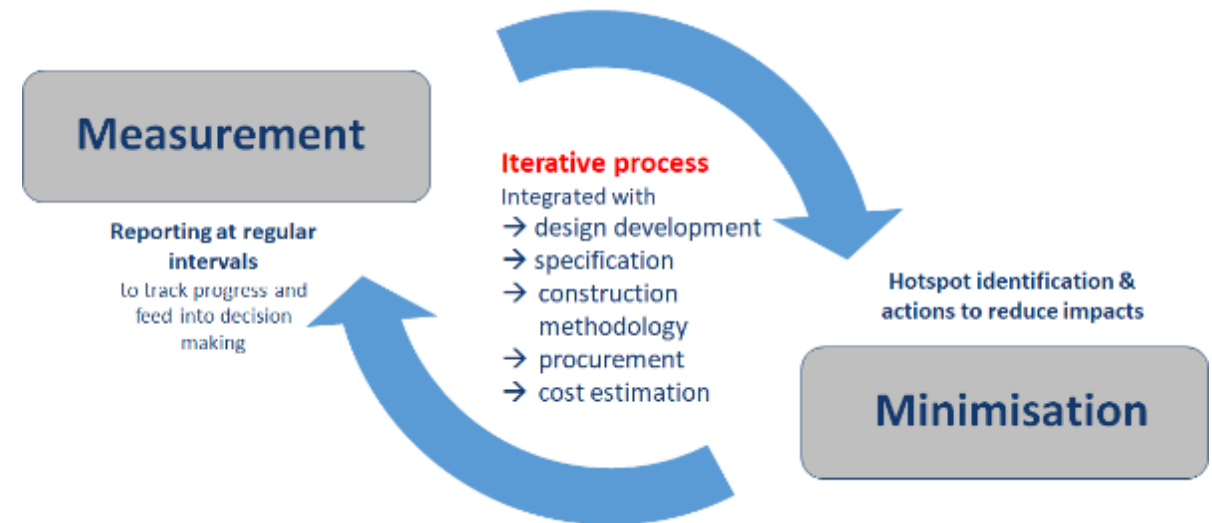 Measurement
Reporting at regular
intervals
to track progress and
feed into decision
making
Iterative process
Integrated with
→ design development
→ specification
→ construction
methodology
→ procurement
→ cost estimation
Hotspot identification &
actions to reduce impacts
Minimisation